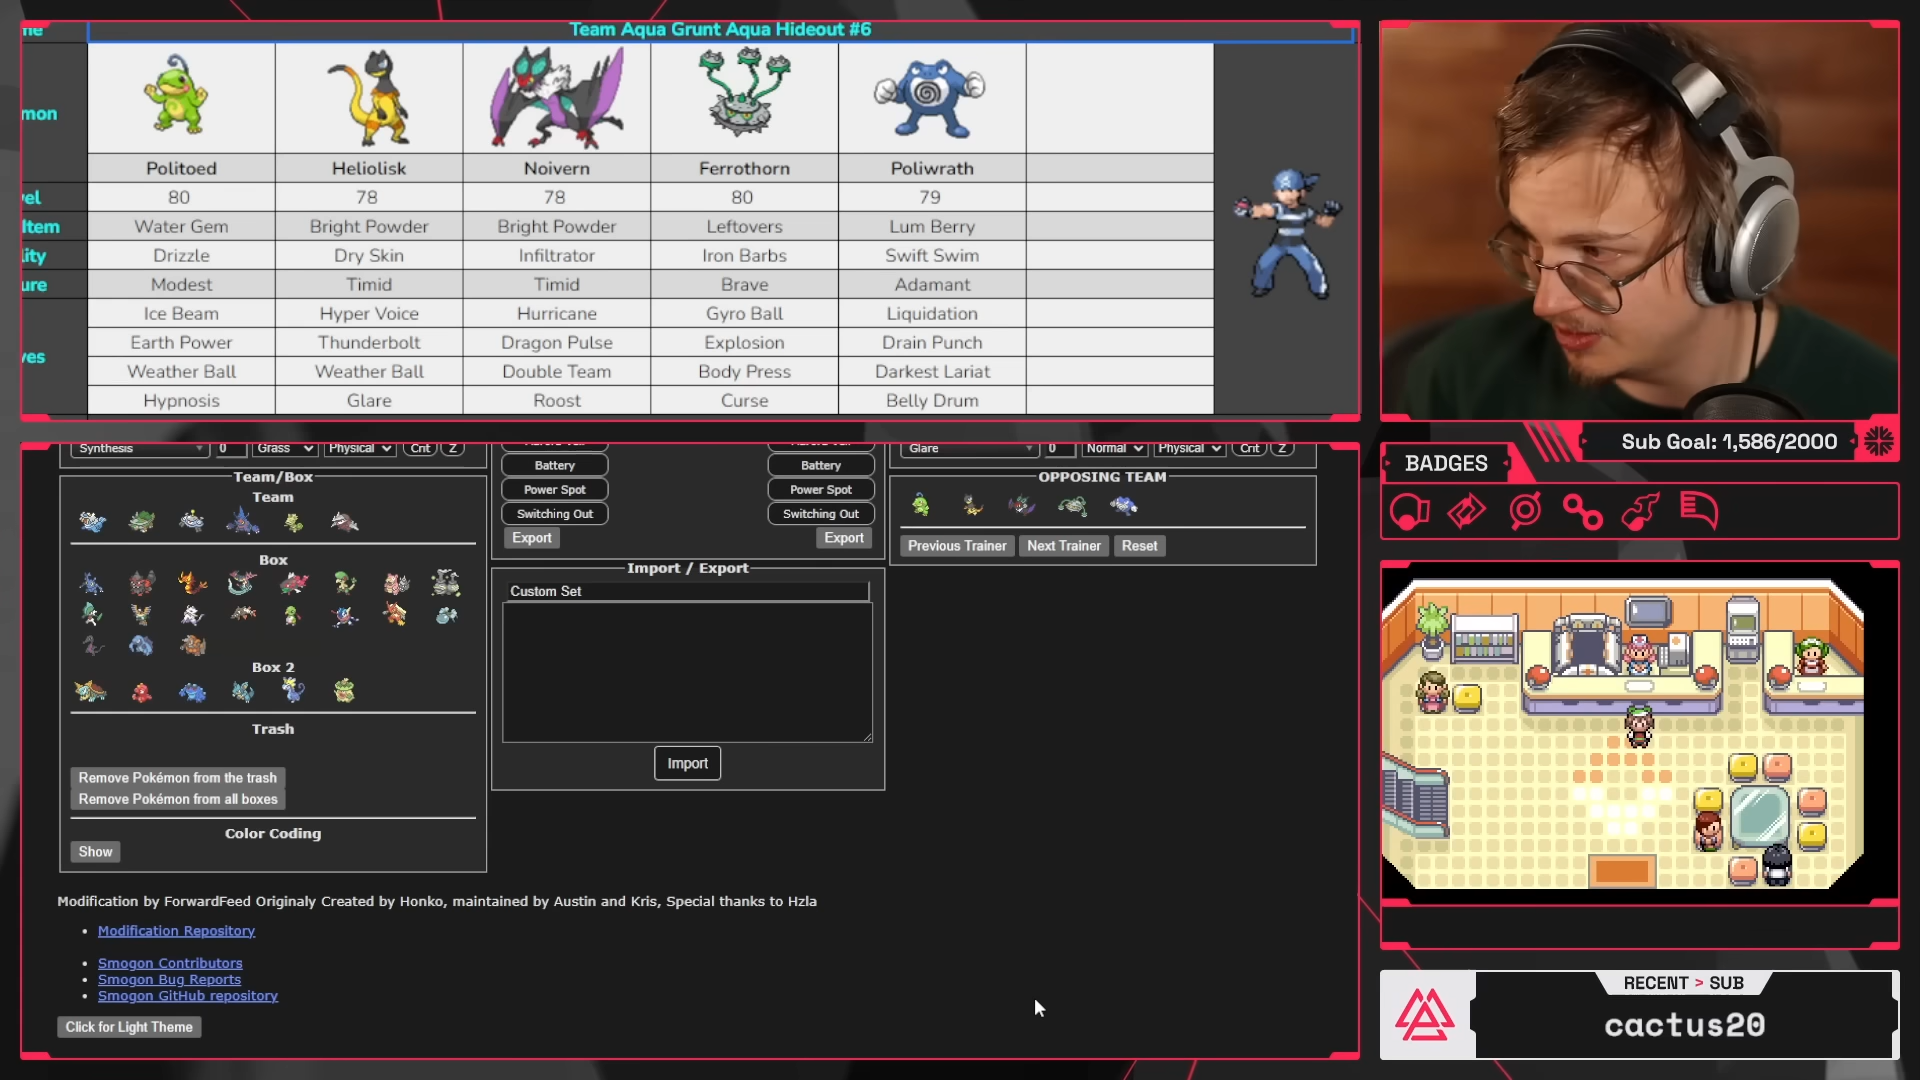 me
Team Aqua Grunt Aqua Hideout #6
mon
Politoed Heliolisk Noivern Ferrothorn Poliwrath
vel 80 78 78 80 79
Item Water Gem Bright Powder Bright Powder Leftovers Lum Berry
lity Drizzle Dry Skin Infiltrator Iron Barbs Swift Swim
ure Modest Timid Timid Brave Adamant
Ice Beam Hyper Voice Hurricane Gyro Ball Liquidation
Earth Power Thunderbolt Dragon Pulse Explosion Drain Punch
ves
Weather Ball Weather Ball Double Team Body Press Darkest Lariat
Hypnosis Glare Roost Curse Belly Drum
Synthesis 0 Grass Physical Crit Z
Team/Box
Team
Box
Box 2
Trash
Remove Pokémon from the trash
Remove Pokémon from all boxes
Color Coding
Show
Battery Battery
Power Spot Power Spot
Switching Out Switching Out
Export Export
Import / Export
Custom Set
Import
Glare 0 Normal Physical Crit Z
OPPOSING TEAM
Previous Trainer Next Trainer Reset
Modification by ForwardFeed Originaly Created by Honko, maintained by Austin and Kris, Special thanks to Hzla
Modification Repository
Smogon Contributors
Smogon Bug Reports
Smogon GitHub repository
Click for Light Theme
Sub Goal: 1,586/2000
BADGES
RECENT > SUB
cactus20